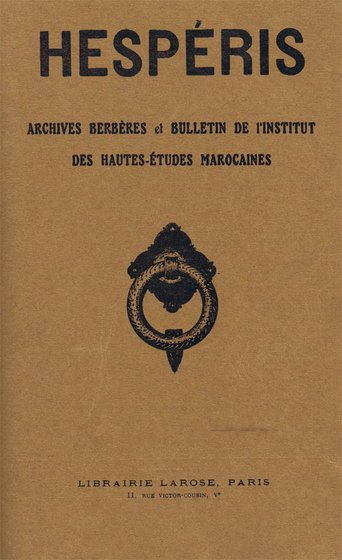 HESPÉRIS
ARCHIVES BERBÈRES et BULLETIN DE l'INSTITUT
DES HAUTES-ÉTUDES MAROCAINES
LIBRAIRIE LAROSE, PARIS
11, RUE VICTOR-COUSIN, Vᵉ